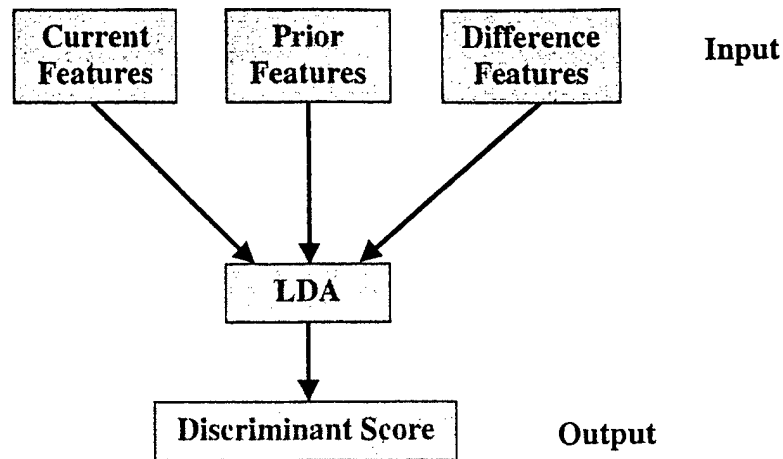 Current
Features
Prior
Features
Difference
Features
Input
LDA
Discriminant Score
Output